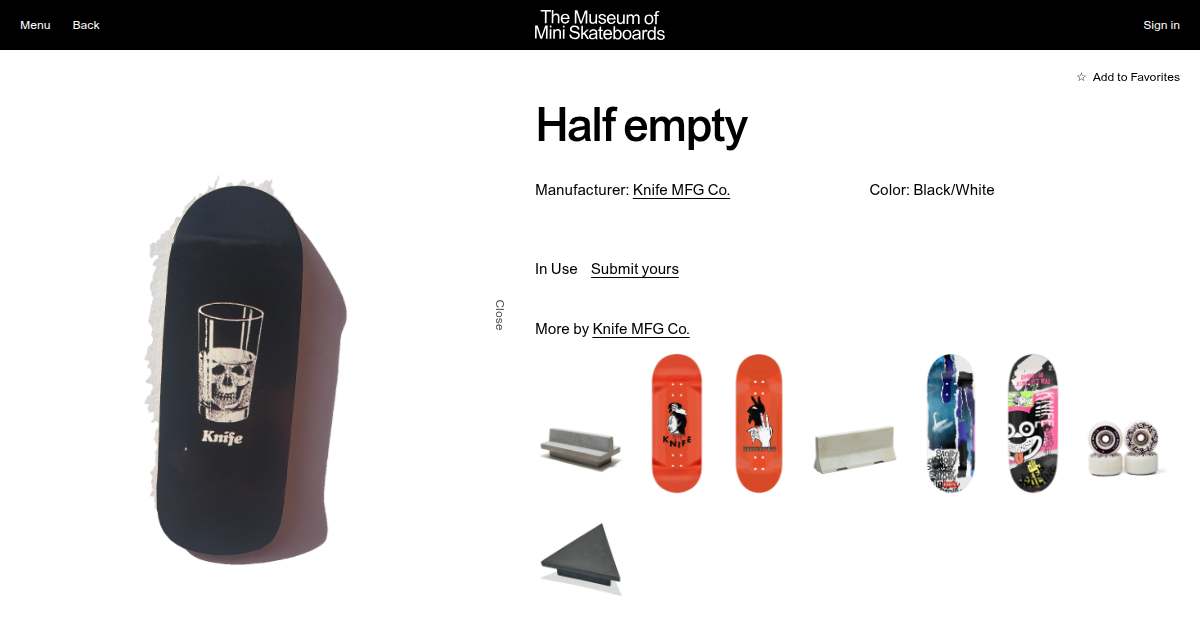 Menu
Back
The Museum of
Mini Skateboards
Sign in
☆ Add to Favorites
Half empty
Manufacturer: Knife MFG Co.
Color: Black/White
In Use
Submit yours
Close
More by Knife MFG Co.
Knife
KNIFE